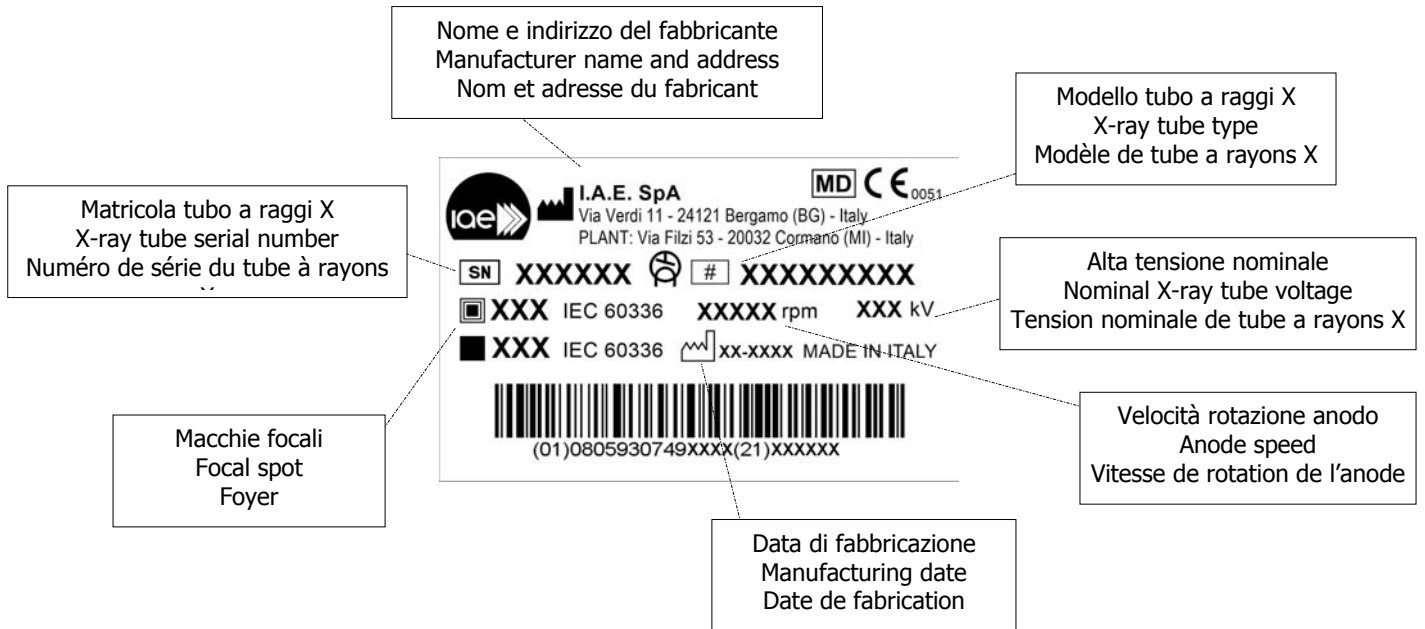 Nome e indirizzo del fabbricante
Manufacturer name and address
Nom et adresse du fabricant
Modello tubo a raggi X
X-ray tube type
Modèle de tube a rayons X
Matricola tubo a raggi X
X-ray tube serial number
Numéro de série du tube à rayons
iae
I.A.E. SpA
MD CE 0051
Via Verdi 11 - 24121 Bergamo (BG) - Italy
PLANT: Via Filzi 53 - 20032 Cormano (MI) - Italy
SN XXXXXX # XXXXXXXXX
XXX IEC 60336 XXXXX rpm XXX kV
XXX IEC 60336 XX-XXXX MADE IN ITALY
(01)0805930749XXXX(21)XXXXXX
Alta tensione nominale
Nominal X-ray tube voltage
Tension nominale de tube a rayons X
Macchie focali
Focal spot
Foyer
Velocità rotazione anodo
Anode speed
Vitesse de rotation de l’anode
Data di fabbricazione
Manufacturing date
Date de fabrication